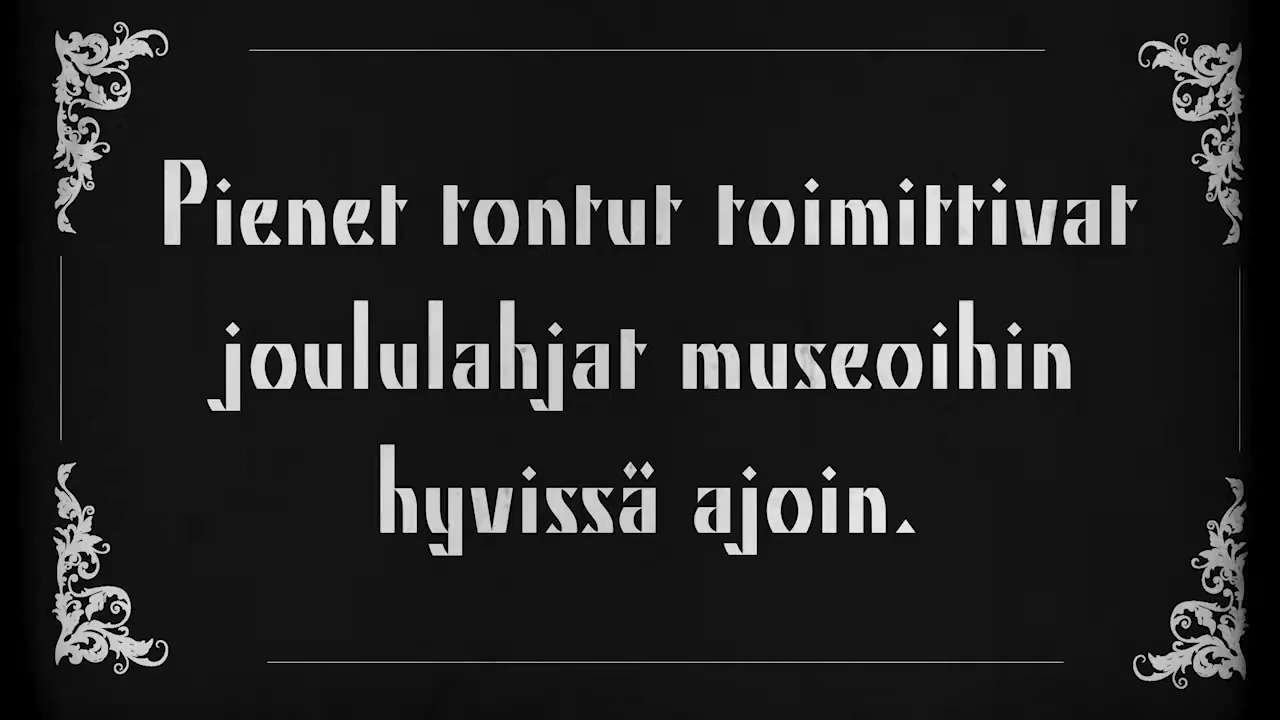 Pienet tontut toimittivat
joululahjat museoihin
hyvissä ajoin.